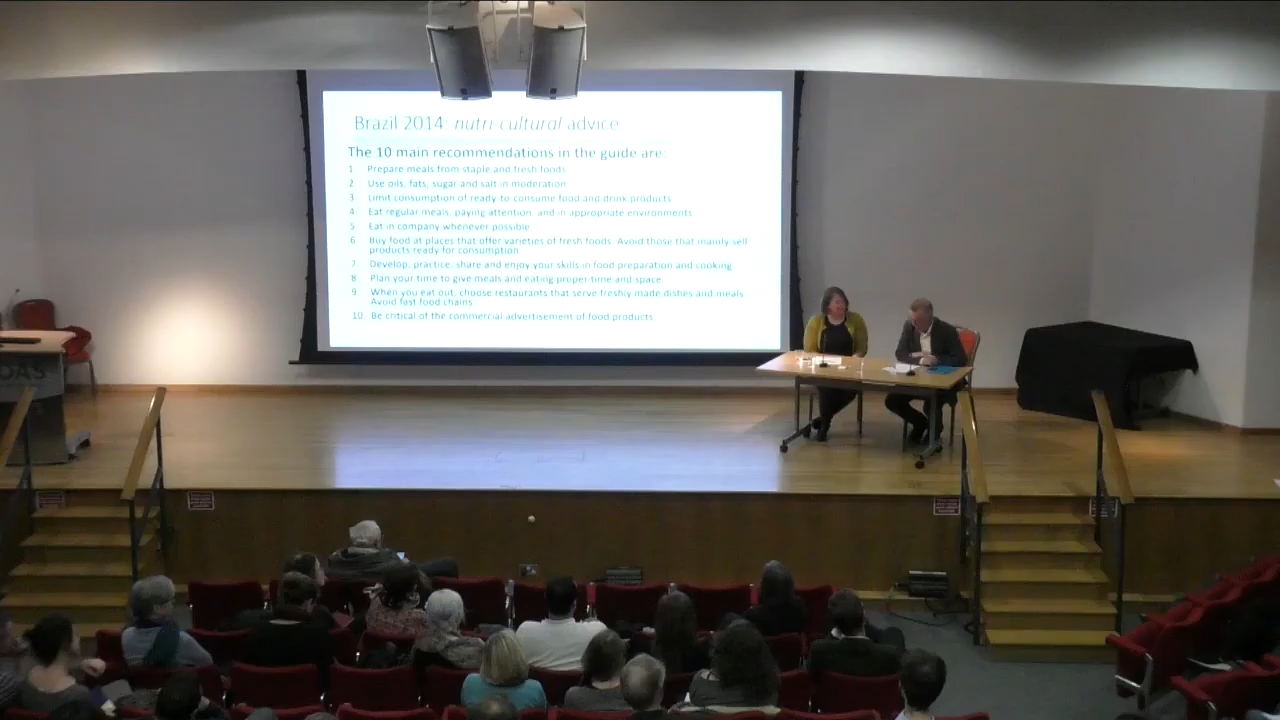 Brazil 2014 nutri-cultural advice
The 10 main recommendations in the guide are:
1 Prepare meals from staple and fresh foods
2 Use oils, fats, sugar and salt in moderation
3 Limit consumption of ready-to-consume food and drink products
4 Eat regular meals, paying attention, and in appropriate environments
5 Eat in company whenever possible
6 Buy food at places that offer varieties of fresh foods. Avoid those that mainly sell
products ready for consumption
7 Develop, practice, share and enjoy your skills in food preparation and cooking
8 Plan your time to give meals and eating proper time and space
9 When you eat out, choose restaurants that serve freshly made dishes and meals.
Avoid fast food chains
10. Be critical of the commercial advertisement of food products.
OAS